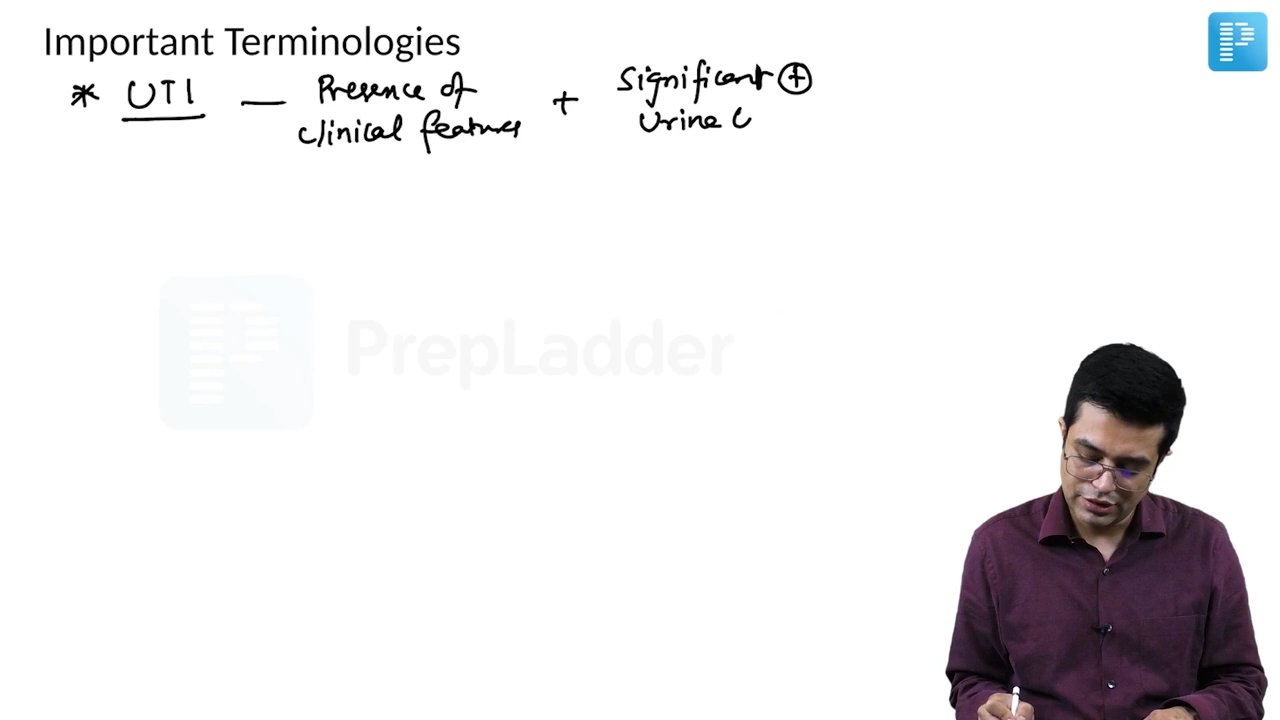 Important Terminologies
* UTI — Presence of clinical features + Significant ⊕ Urine C
PrepLadder